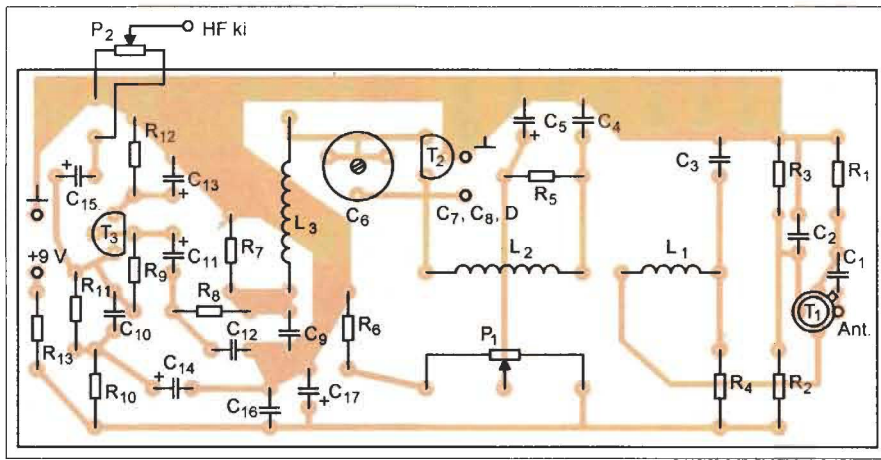 P2
HF ki
R12
C15
C13
T3
+9 V
R11
R9
C11
R7
L3
C6
T2
C5
C4
R5
C7, C8, D
C3
R3
R1
C2
C1
L2
L1
T1
Ant.
R8
C10
C12
C9
R6
P1
R13
R10
C14
C16
C17
R4
R2
+
+
+
+
+
+